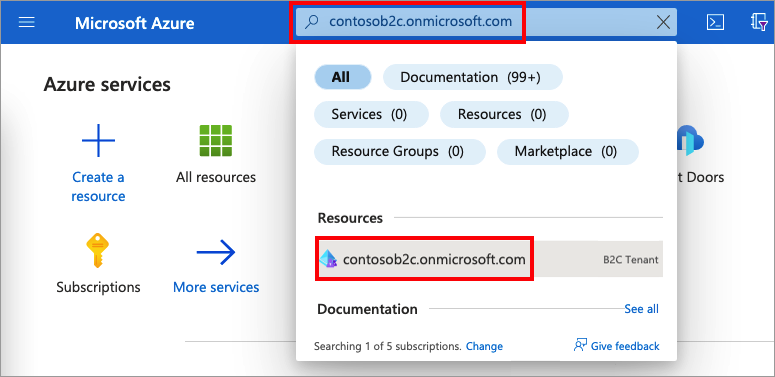 Microsoft Azure
contosob2c.onmicrosoft.com
Azure services
Create a
resource
All resources
Subscriptions
More services
All
Documentation (99+)
Services (0)
Resources (0)
Resource Groups (0)
Marketplace (0)
Resources
contosob2c.onmicrosoft.com
B2C Tenant
Documentation
See all
Searching 1 of 5 subscriptions. Change
Give feedback
Doors